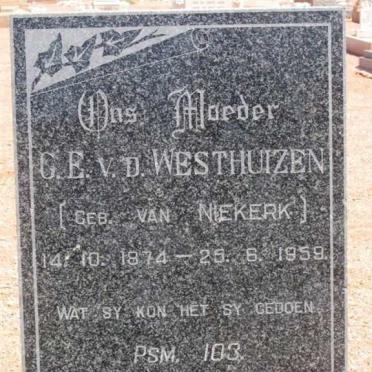 Ons Moeder
G. E. V. D. WESTHUIZEN
[GEB. VAN NIEKERK]
14. 10. 1874 — 25. 6. 1959.
WAT SY KON HET SY GEDOEN.
PSM. 103.